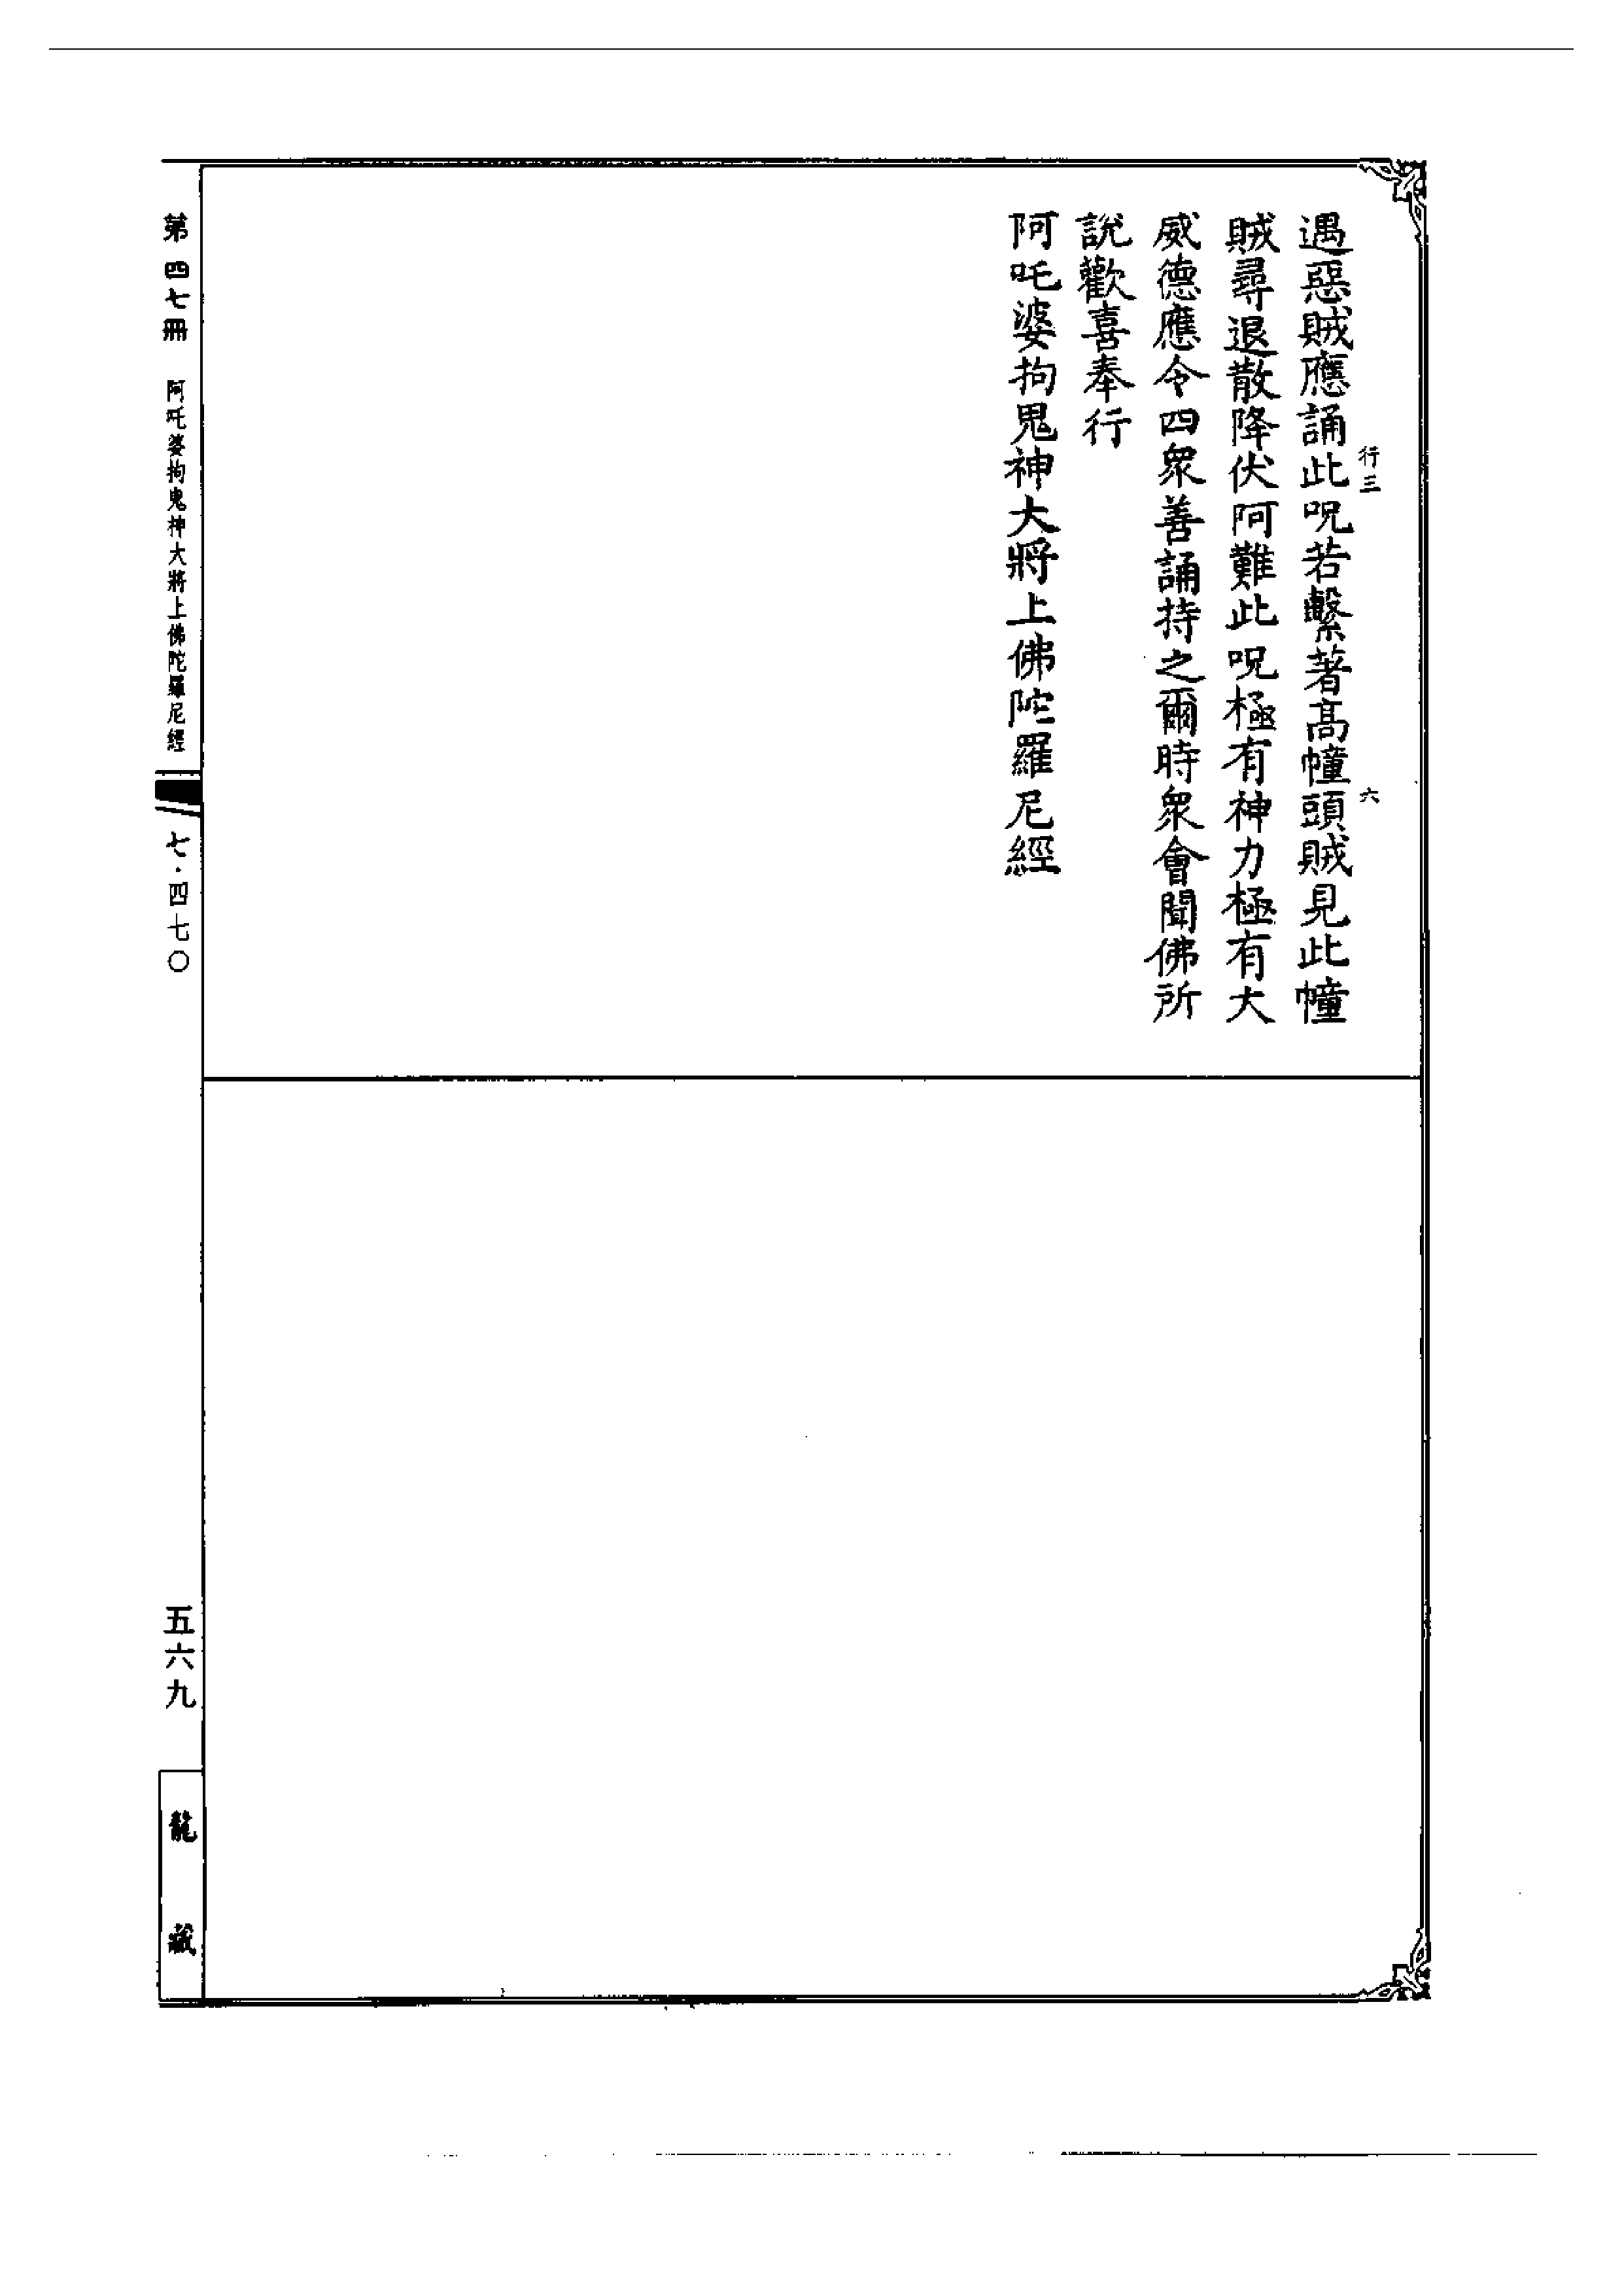 行三
六
遇惡賊應誦此呪若繫著高幢頭賊見此幢
賊尋退散降伏阿難此呪極有神力極有大
威德應令四眾善誦持之爾時眾會聞佛所
說歡喜奉行
阿吒婆拘鬼神大將上佛陀羅尼經
第四七冊 阿吒婆拘鬼神大將上佛陀羅尼經 七·四七〇
五六九
龍藏